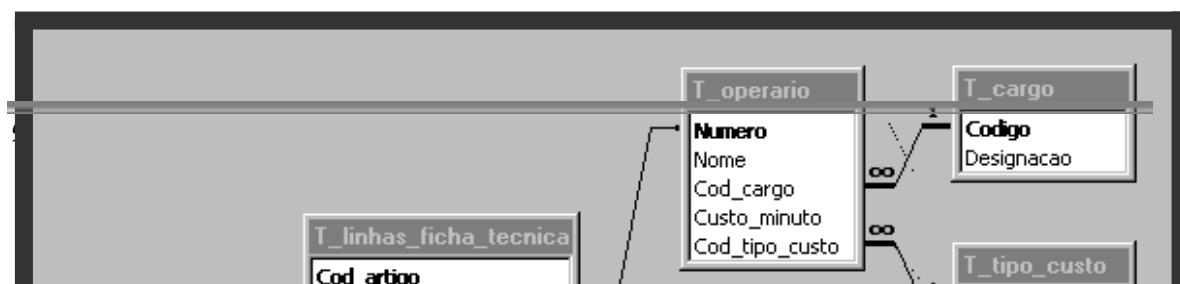 T_operario
Numero
Nome
Cod_cargo
Custo_minuto
Cod_tipo_custo
T_cargo
Codigo
Designacao
∞
∞
T_linhas_ficha_tecnica
Cod_artigo
T_tipo_custo